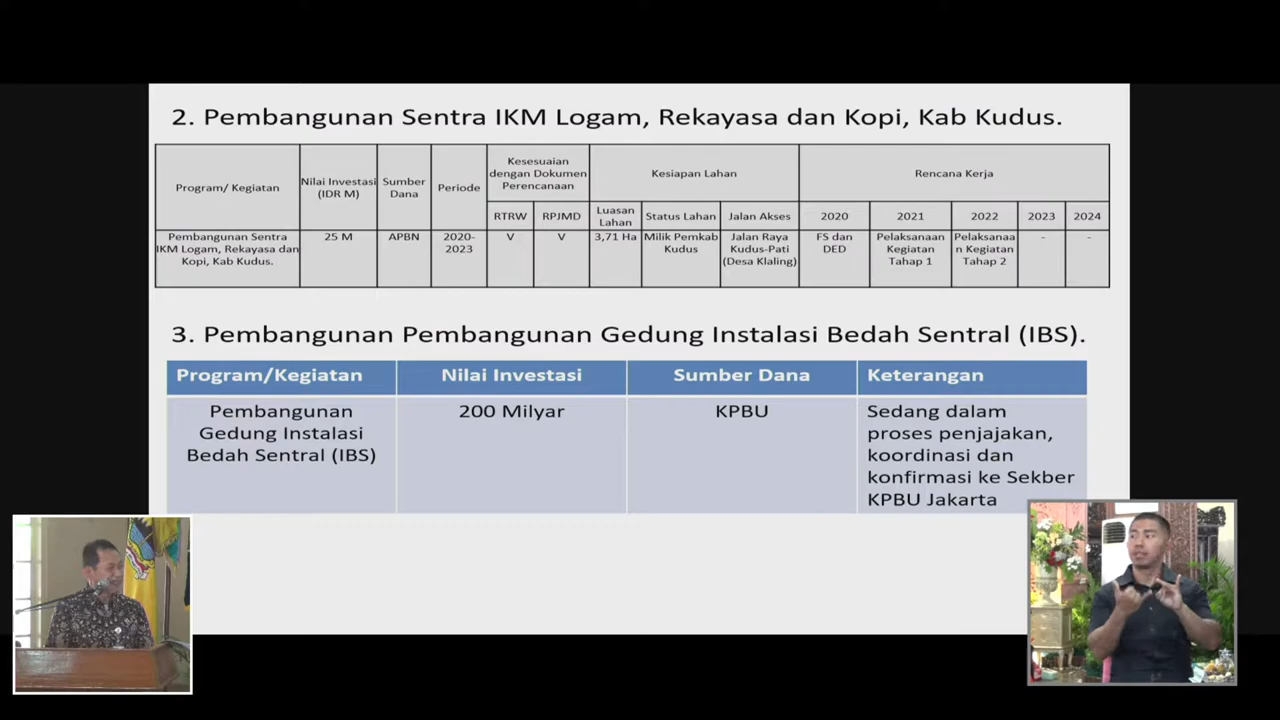 2. Pembangunan Sentra IKM Logam, Rekayasa dan Kopi, Kab Kudus.
Program/ Kegiatan
Nilai Investasi
(IDR M)
Sumber
Dana
Periode
Kesesuaian
dengan Dokumen
Perencanaan
Kesiapan Lahan
Rencana Kerja
RTRW
RPJMD
Luasan
Lahan
Status Lahan
Jalan Akses
2020
2021
2022
2023
2024
Pembangunan Sentra
IKM Logam, Rekayasa dan
Kopi, Kab Kudus.
25 M
APBN
2020-
2023
V
V
3,71 Ha
Milik Pemkab
Kudus
Jalan Raya
Kudus-Pati
(Desa Klaling)
FS dan
DED
Pelaksanaan
Kegiatan
Tahap 1
Pelaksanaa
n Kegiatan
Tahap 2
-
-
3. Pembangunan Pembangunan Gedung Instalasi Bedah Sentral (IBS).
Program/Kegiatan
Nilai Investasi
Sumber Dana
Keterangan
Pembangunan
Gedung Instalasi
Bedah Sentral (IBS)
200 Milyar
KPBU
Sedang dalam
proses penjajakan,
koordinasi dan
konfirmasi ke Sekber
KPBU Jakarta